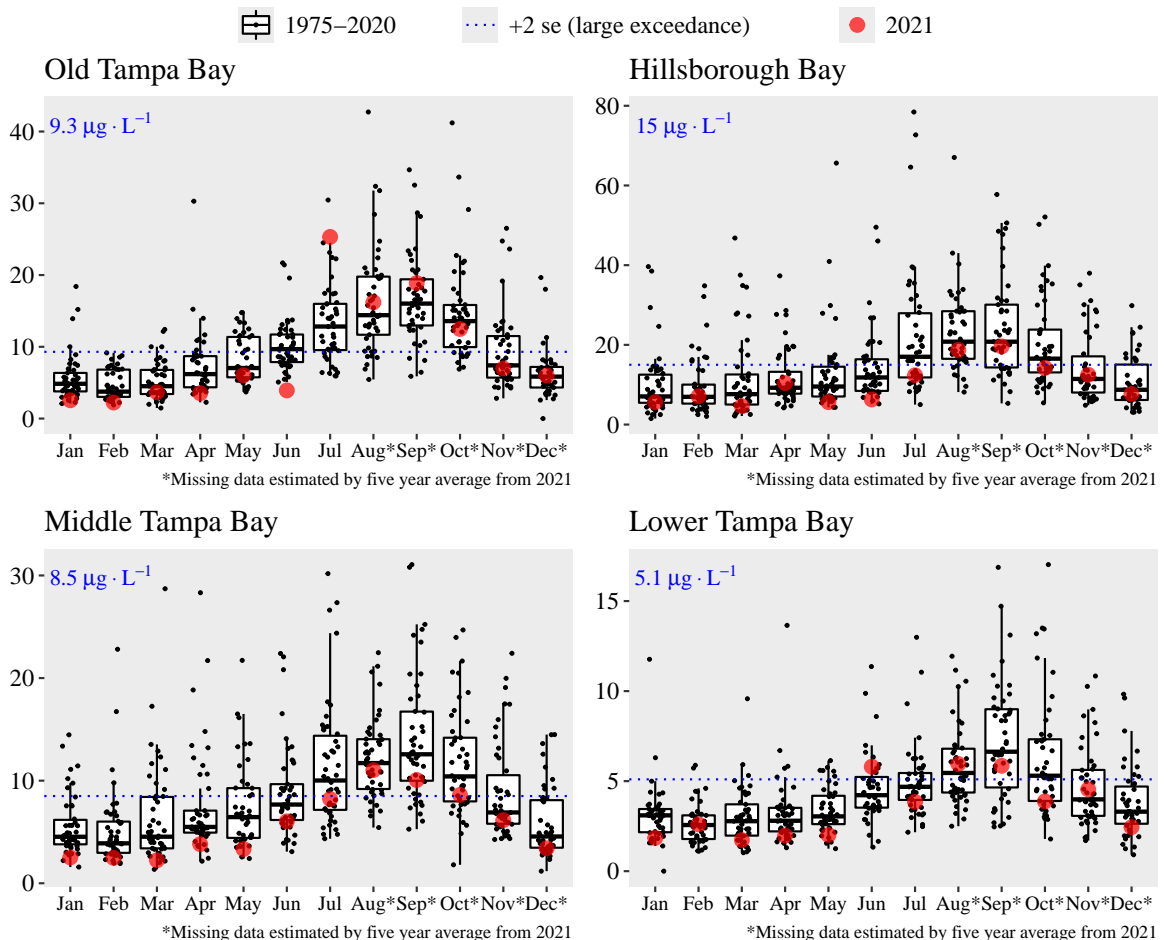 1975−2020 +2 se (large exceedance) 2021
Old Tampa Bay
9.3 μg · L−1
40
30
20
10
0
Jan Feb Mar Apr May Jun Jul Aug* Sep* Oct* Nov* Dec*
*Missing data estimated by five year average from 2021
Hillsborough Bay
15 μg · L−1
80
60
40
20
0
Jan Feb Mar Apr May Jun Jul Aug* Sep* Oct* Nov* Dec*
*Missing data estimated by five year average from 2021
Middle Tampa Bay
8.5 μg · L−1
30
20
10
0
Jan Feb Mar Apr May Jun Jul Aug* Sep* Oct* Nov* Dec*
*Missing data estimated by five year average from 2021
Lower Tampa Bay
5.1 μg · L−1
15
10
5
0
Jan Feb Mar Apr May Jun Jul Aug* Sep* Oct* Nov* Dec*
*Missing data estimated by five year average from 2021